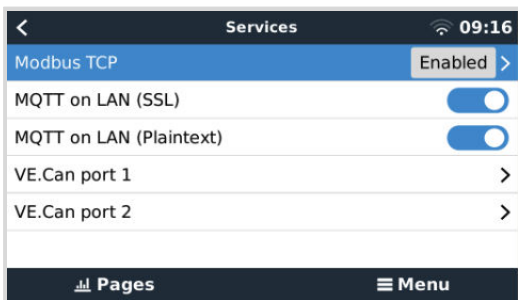 Services 09:16
Modbus TCP Enabled
MQTT on LAN (SSL)
MQTT on LAN (Plaintext)
VE.Can port 1
VE.Can port 2
Pages Menu